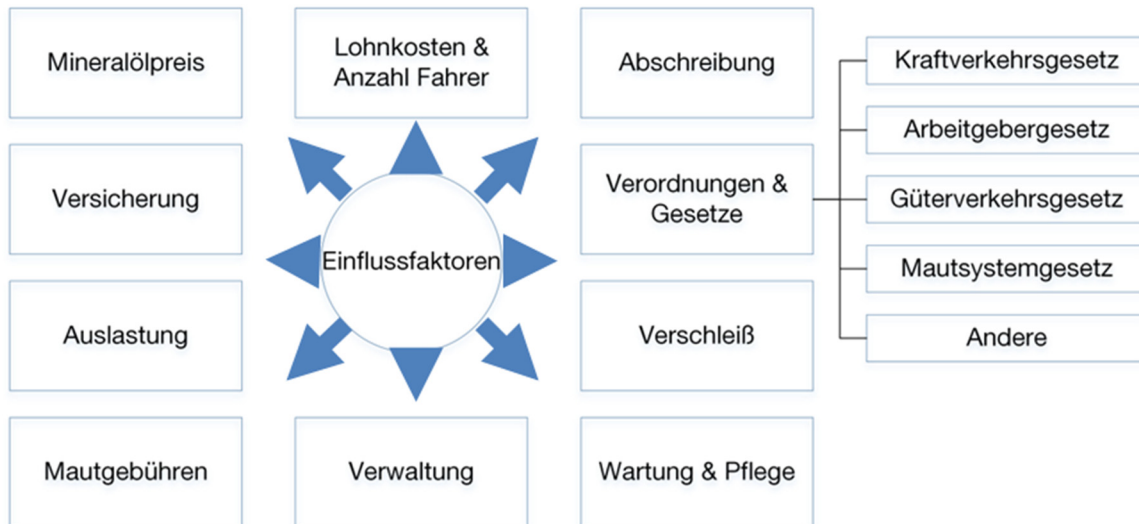 Mineralölpreis
Lohnkosten &
Anzahl Fahrer
Abschreibung
Kraftverkehrsgesetz
Arbeitgebergesetz
Versicherung
Verordnungen &
Gesetze
Güterverkehrsgesetz
Einflussfaktoren
Mautsystemgesetz
Auslastung
Verschleiß
Andere
Mautgebühren
Verwaltung
Wartung & Pflege